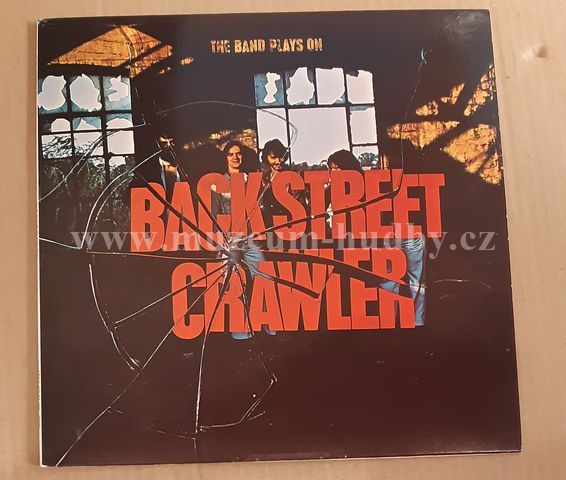 THE BAND PLAYS ON
BACK STREET
www.muzeum-hudby.cz
CRAWLER